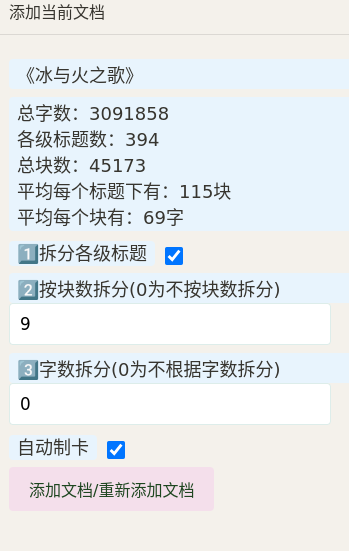 添加当前文档
《冰与火之歌》
总字数：3091858
各级标题数：394
总块数：45173
平均每个标题下有：115块
平均每个块有：69字
1️⃣拆分各级标题
2️⃣按块数拆分(0为不按块数拆分)
9
3️⃣字数拆分(0为不根据字数拆分)
0
自动制卡
添加文档/重新添加文档